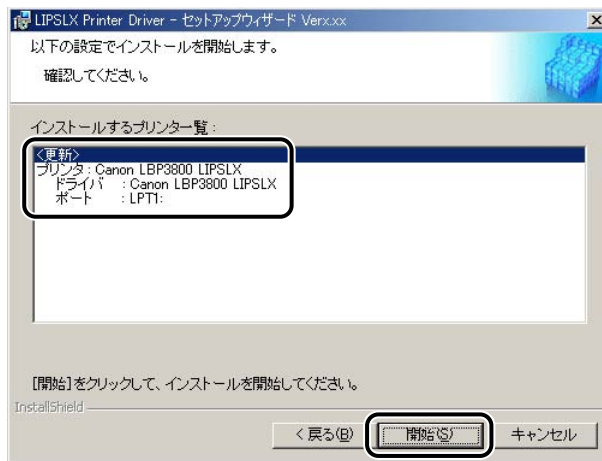 LIPSLX Printer Driver - セットアップウィザード Verx.xx
以下の設定でインストールを開始します。
確認してください。
インストールするプリンター覧:
<更新>
プリンタ : Canon LBP3800 LIPSLX
ドライバ : Canon LBP3800 LIPSLX
ポート : LPT1:
[開始]をクリックして、インストールを開始してください。
InstallShield
< 戻る(B) 開始(S) キャンセル